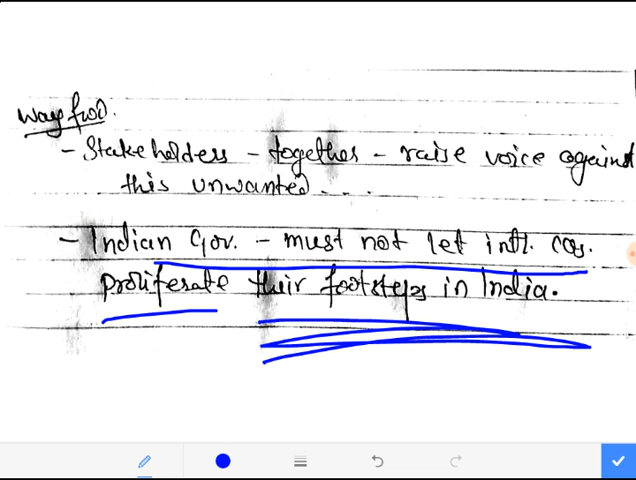 way fwd.
- Stakeholders - together - raise voice against
this unwanted...
- Indian Gov. - must not let intl. cos.
proliferate their footsteps in India.